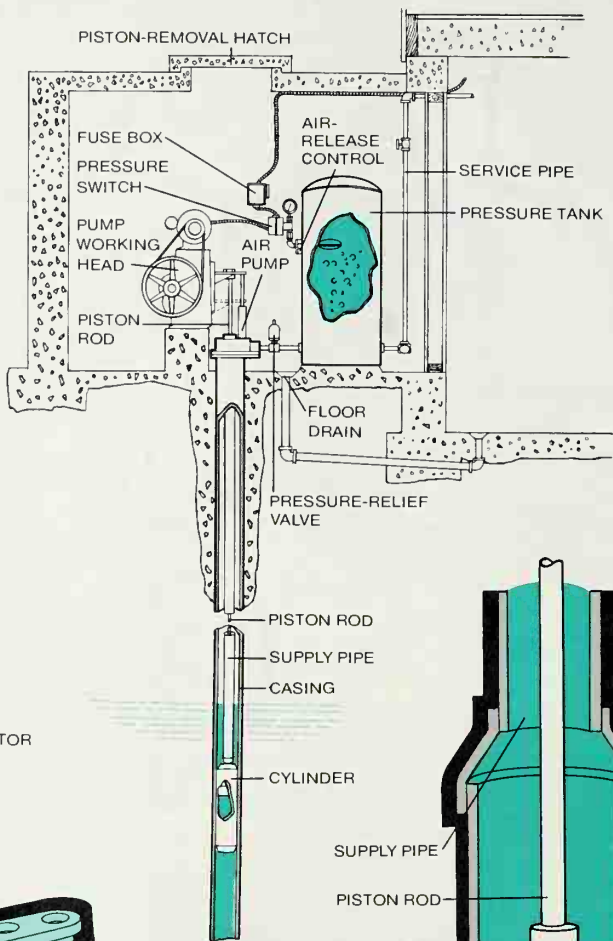 PISTON-REMOVAL HATCH
FUSE BOX
PRESSURE
SWITCH
PUMP
WORKING
HEAD
AIR
PUMP
PISTON
ROD
AIR-
RELEASE
CONTROL
SERVICE PIPE
PRESSURE TANK
FLOOR
DRAIN
PRESSURE-RELIEF
VALVE
PISTON ROD
SUPPLY PIPE
CASING
TOR
CYLINDER
SUPPLY PIPE
PISTON ROD